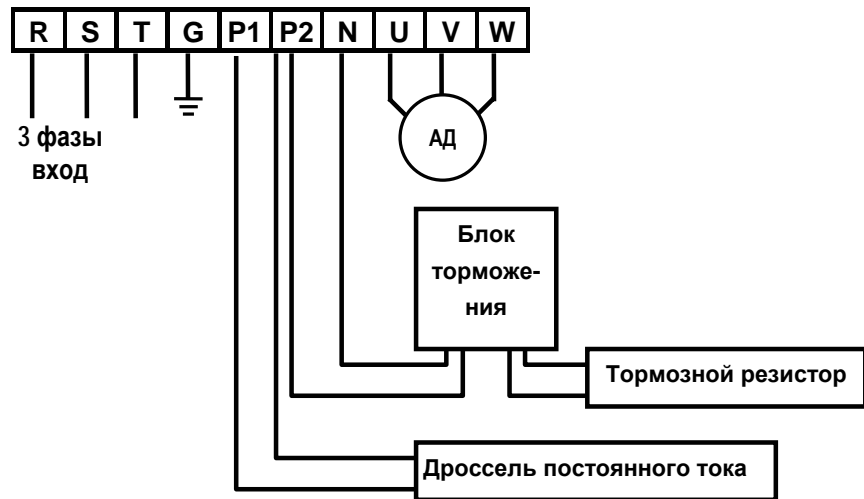 R S T G P1 P2 N U V W
3 фазы
вход
АД
Блок
торможе-
ния
Тормозной резистор
Дроссель постоянного тока